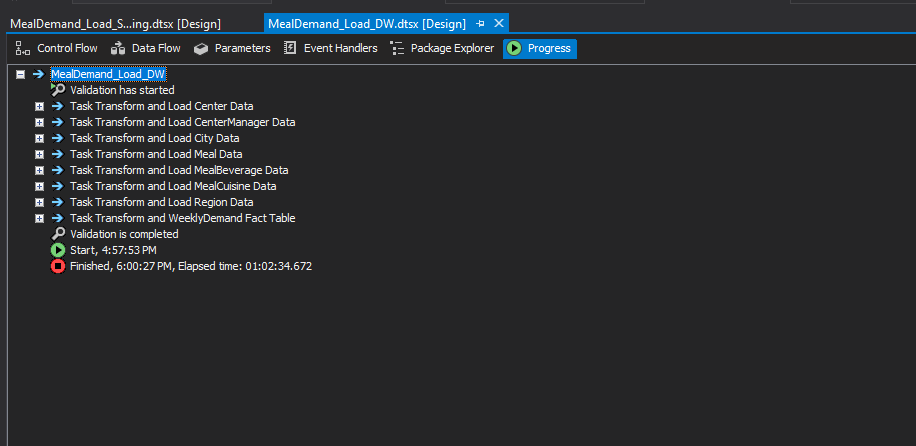 MealDemand_Load_S...ing.dtsx [Design] MealDemand_Load_DW.dtsx [Design]
Control Flow Data Flow Parameters Event Handlers Package Explorer Progress
MealDemand_Load_DW
Validation has started
Task Transform and Load Center Data
Task Transform and Load CenterManager Data
Task Transform and Load City Data
Task Transform and Load Meal Data
Task Transform and Load MealBeverage Data
Task Transform and Load MealCuisine Data
Task Transform and Load Region Data
Task Transform and WeeklyDemand Fact Table
Validation is completed
Start, 4:57:53 PM
Finished, 6:00:27 PM, Elapsed time: 01:02:34.672